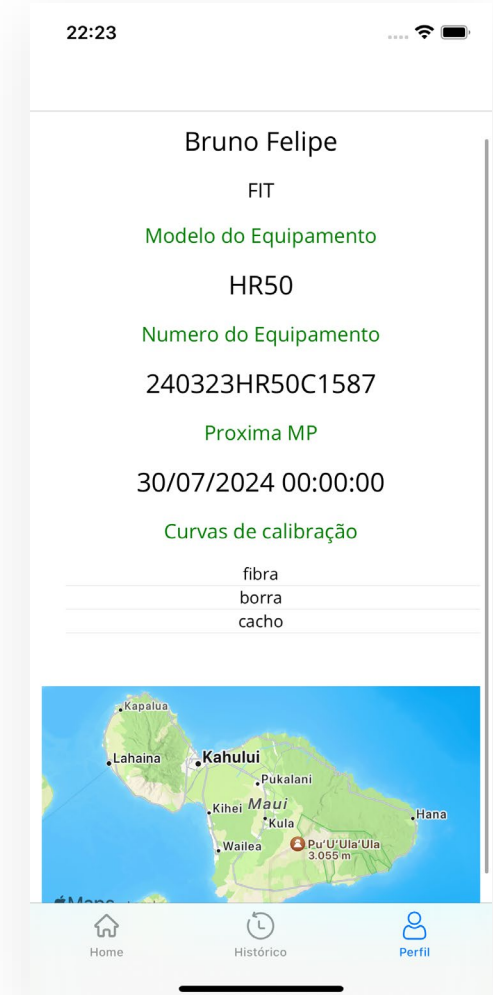 22:23
Bruno Felipe
FIT
Modelo do Equipamento
HR50
Numero do Equipamento
240323HR50C1587
Proxima MP
30/07/2024 00:00:00
Curvas de calibração
fibra
borra
cacho
Kapalua
Lahaina
Kahului
Pukalani
Kihei
Maui
Kula
Hana
Wailea
Pu‘U‘Ula‘Ula
3.055 m
Maps
Home
Histórico
Perfil